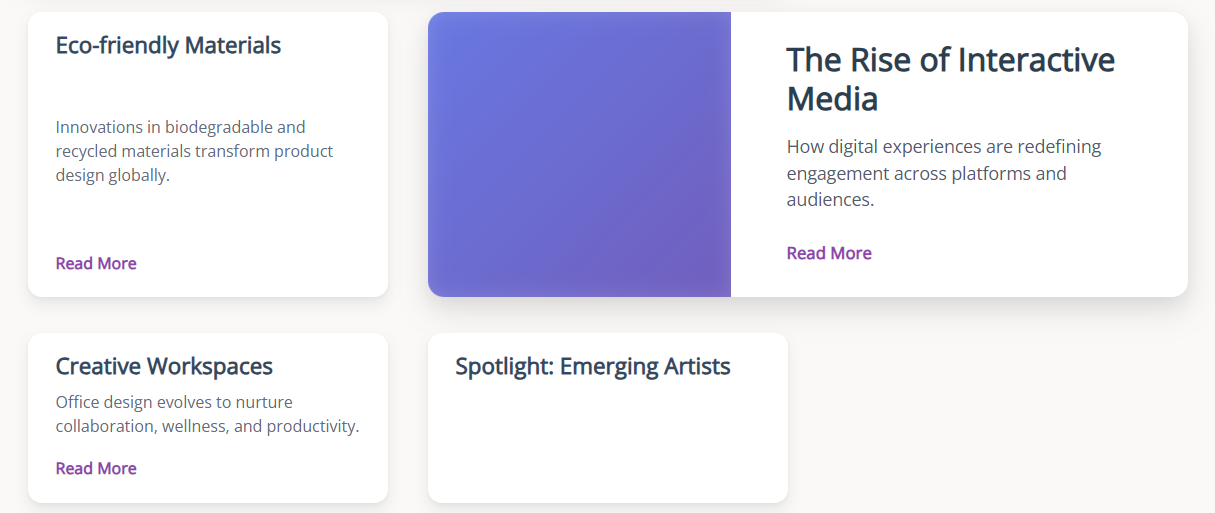 Eco-friendly Materials
Innovations in biodegradable and
recycled materials transform product
design globally.
Read More
The Rise of Interactive
Media
How digital experiences are redefining
engagement across platforms and
audiences.
Read More
Creative Workspaces
Office design evolves to nurture
collaboration, wellness, and productivity.
Read More
Spotlight: Emerging Artists